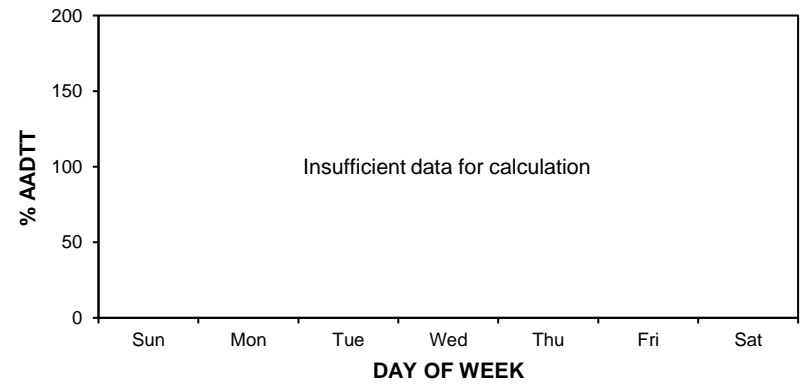 200
150
100
50
0
% AADTT
Insufficient data for calculation
Sun Mon Tue Wed Thu Fri Sat
DAY OF WEEK